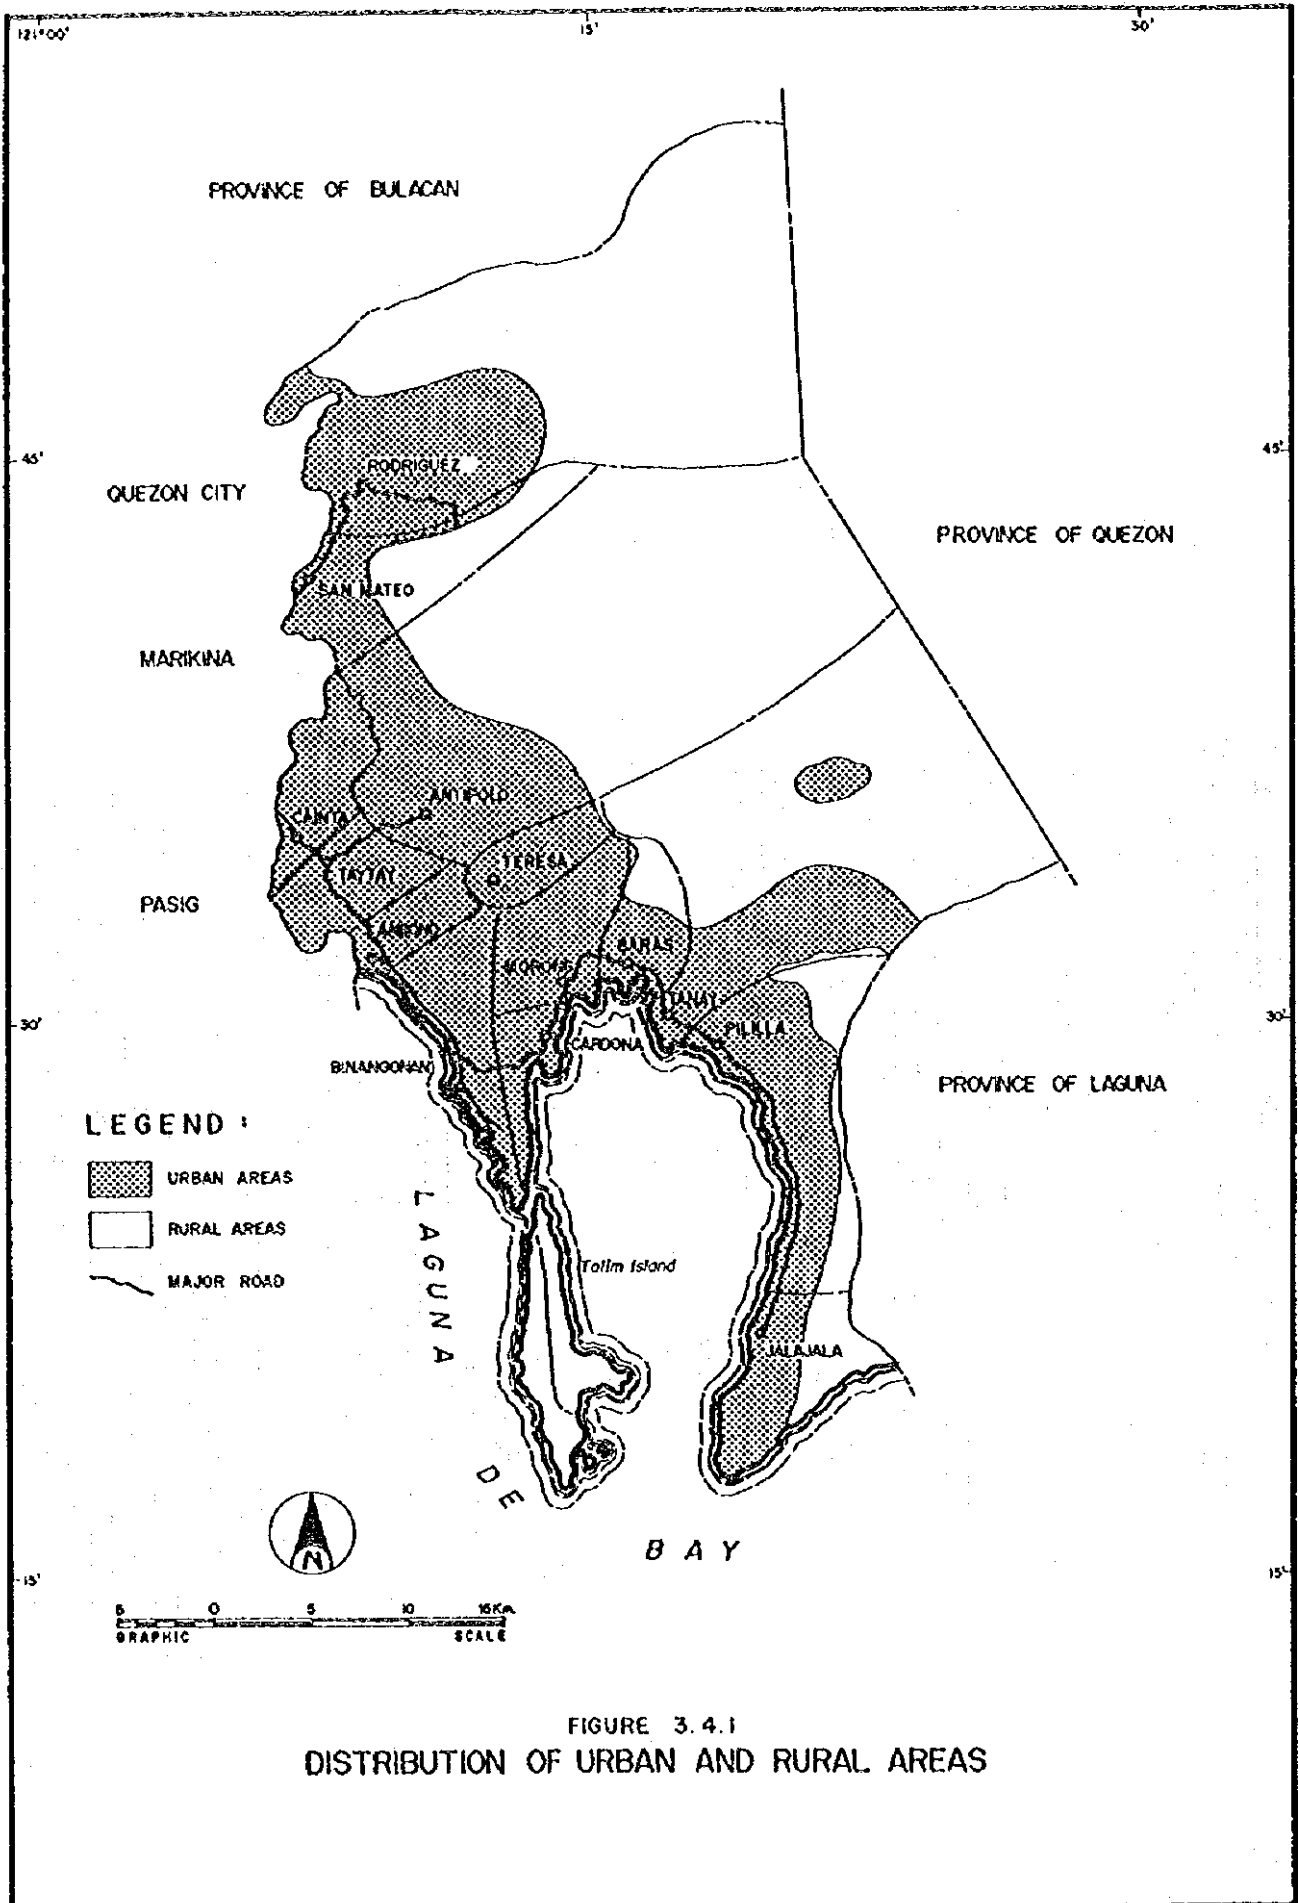 121°00'
15'
30'
PROVINCE OF BULACAN
45'
45'
RODRIGUEZ
QUEZON CITY
PROVINCE OF QUEZON
SAN MATEO
MARIKINA
ANTIPOLO
CAINTA
TERESA
TAYTAY
PASIG
ANGONO
BARAS
MORONG
TANAY
30'
30'
PILILLA
CARDONA
BINANGONAN
PROVINCE OF LAGUNA
LEGEND :
URBAN AREAS
RURAL AREAS
MAJOR ROAD
LAGUNA
Talim Island
JALAJALA
DE
BAY
N
15'
15'
5 0 5 10 15Km.
GRAPHIC SCALE
FIGURE 3.4.1
DISTRIBUTION OF URBAN AND RURAL AREAS